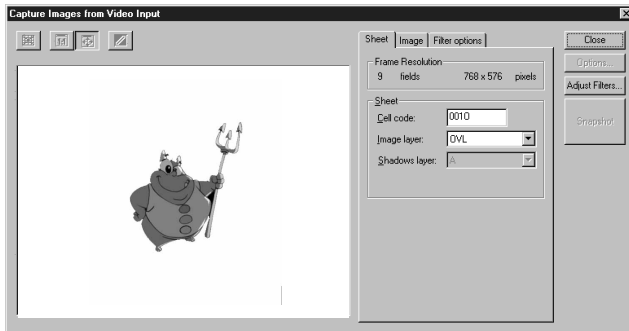 Capture Images from Video Input
Sheet Image Filter options
Frame Resolution
9 fields 768 x 576 pixels
Sheet
Cell code: 0010
Image layer: OVL
Shadows layer: A
Close
Options...
Adjust Filters...
Snapshot